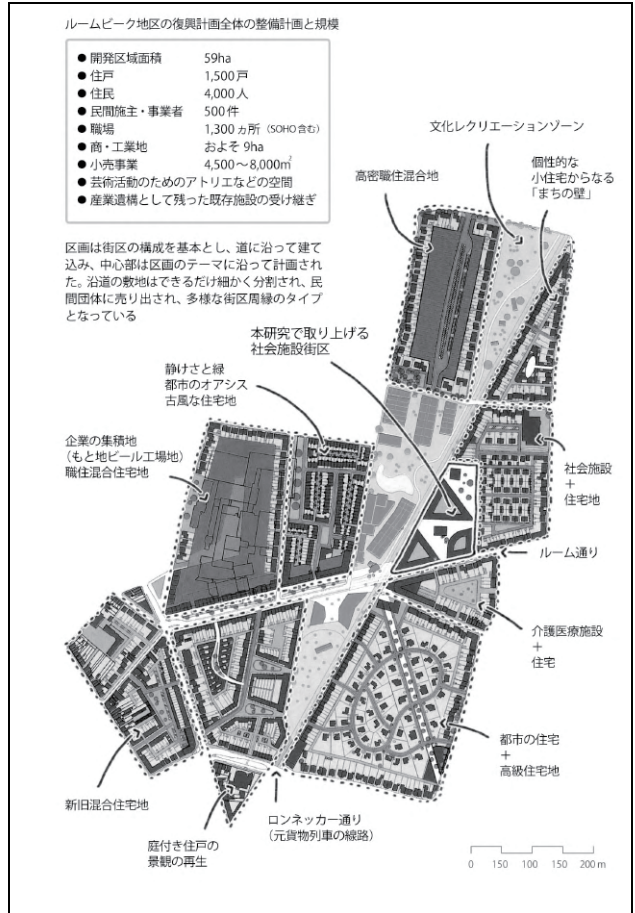 ルームビーク地区の復興計画全体の整備計画と規模
● 開発区域面積 59ha
● 住戸 1,500戸
● 住民 4,000人
● 民間施主・事業者 500件
● 職場 1,300ヵ所（SOHO含む）
● 商・工業地 およそ 9ha
● 小売事業 4,500〜8,000㎡
● 芸術活動のためのアトリエなどの空間
● 産業遺構として残った既存施設の受け継ぎ
区画は街区の構成を基本とし、道に沿って建て
込み、中心部は区画のテーマに沿って計画され
た。沿道の敷地はできるだけ細かく分割され、民
間団体に売り出され、多様な街区周縁のタイプ
となっている
文化レクリエーションゾーン
高密職住混合地
個性的な
小住宅からなる
「まちの壁」
本研究で取り上げる
社会施設街区
静けさと緑
都市のオアシス
古風な住宅地
企業の集積地
（もと地ビール工場地）
職住混合住宅地
社会施設
＋
住宅地
ルーム通り
介護医療施設
＋
住宅
都市の住宅
＋
高級住宅地
新旧混合住宅地
庭付き住戸の
景観の再生
ロンネッカー通り
（元貨物列車の線路）
0 150 100 150 200 m